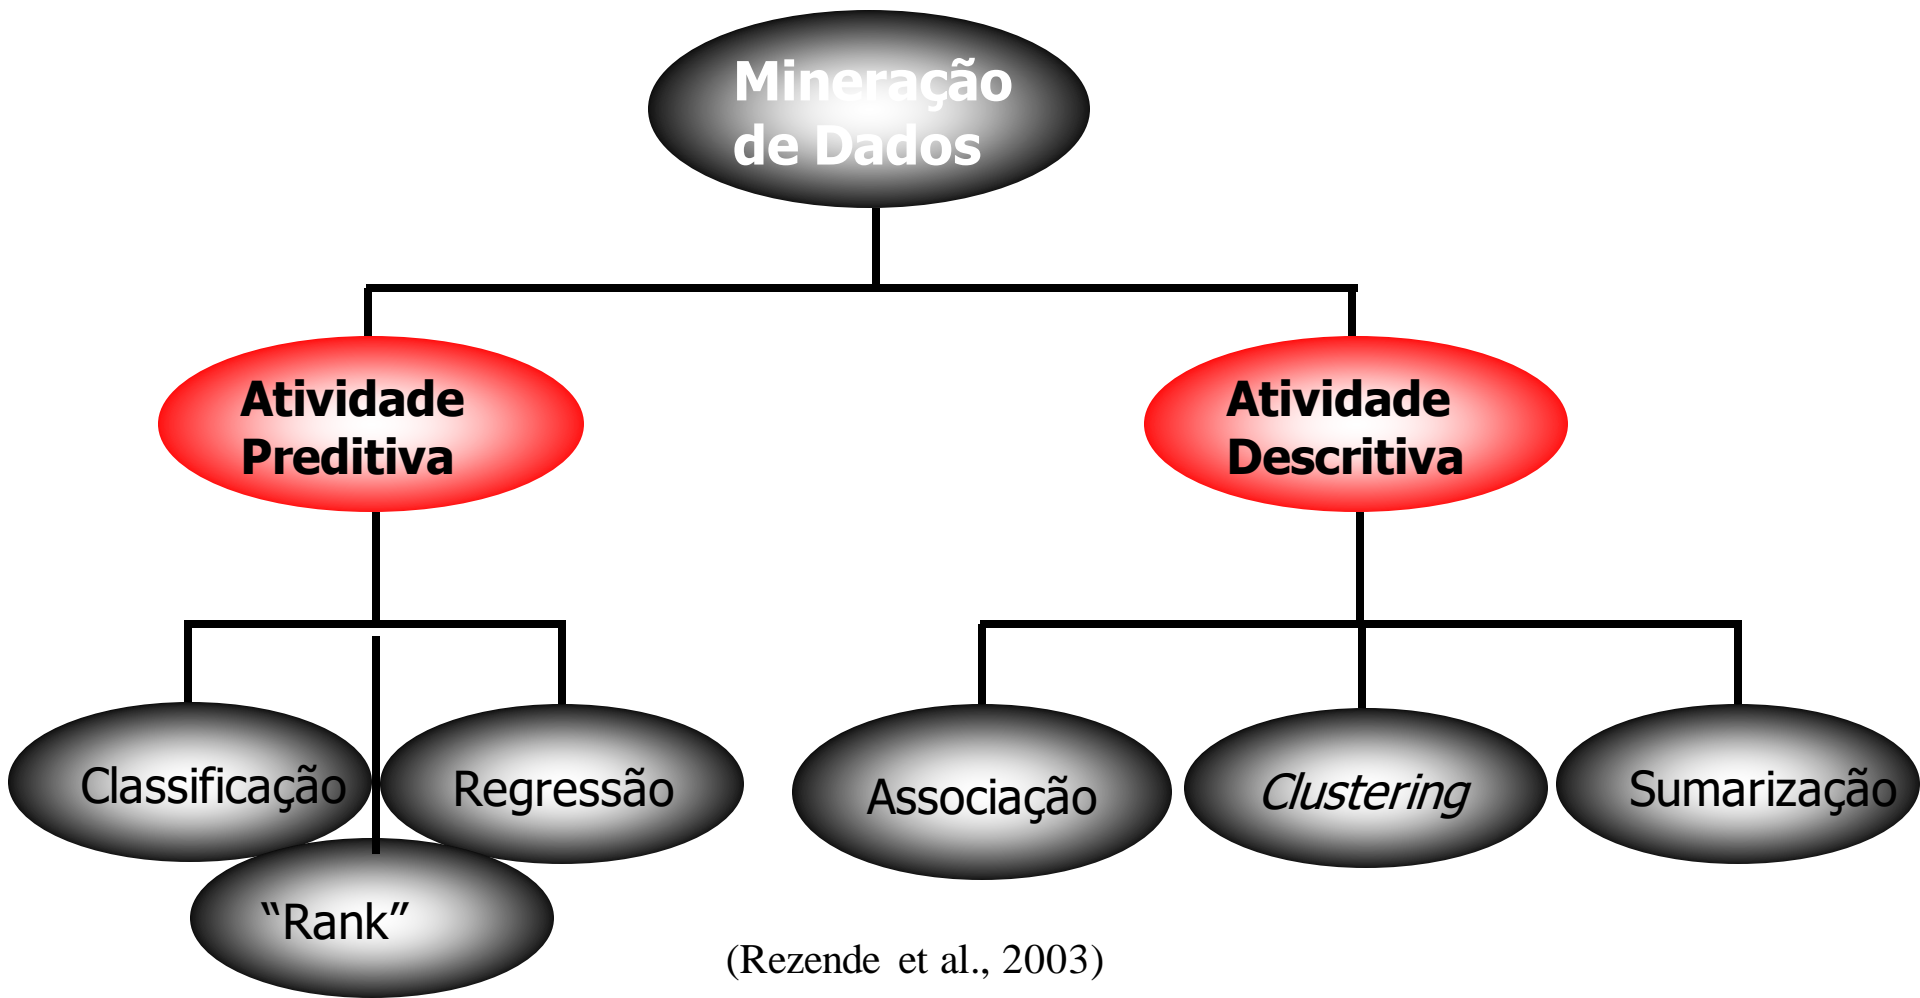 Mineração
de Dados
Atividade
Preditiva
Atividade
Descritiva
Classificação
Regressão
“Rank”
Associação
Clustering
Sumarização
(Rezende et al., 2003)